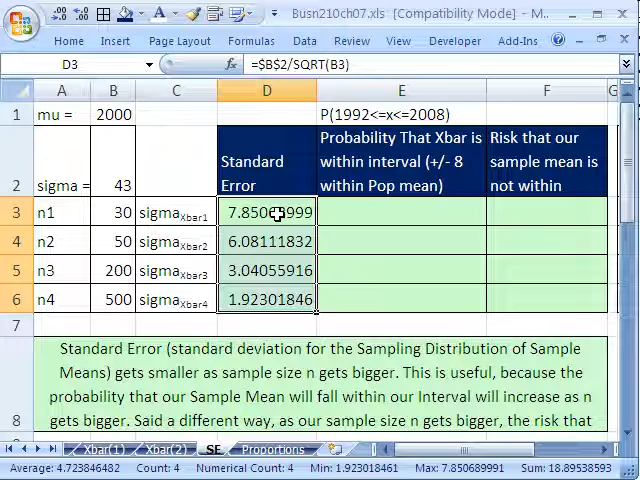 Busn210ch07.xls [Compatibility Mode] - M...
Home Insert Page Layout Formulas Data Review View Developer Add-Ins
D3 fx =$B$2/SQRT(B3)
A B C D E F G
1 mu = 2000 P(1992<=x<=2008)
Probability That Xbar is Risk that our
Standard within interval (+/- 8 sample mean is
2 sigma = 43 Error within Pop mean) not within
3 n1 30 sigmaXbar1 7.85068999
4 n2 50 sigmaXbar2 6.08111832
5 n3 200 sigmaXbar3 3.04055916
6 n4 500 sigmaXbar4 1.92301846
7
Standard Error (standard deviation for the Sampling Distribution of Sample
Means) gets smaller as sample size n gets bigger. This is useful, because the
probability that our Sample Mean will fall within our Interval will increase as n
8 gets bigger. Said a different way, as our sample size n gets bigger, the risk that
Xbar(1) Xbar(2) SE Proportions
Average: 4.723846482 Count: 4 Numerical Count: 4 Min: 1.923018461 Max: 7.850689991 Sum: 18.89538593